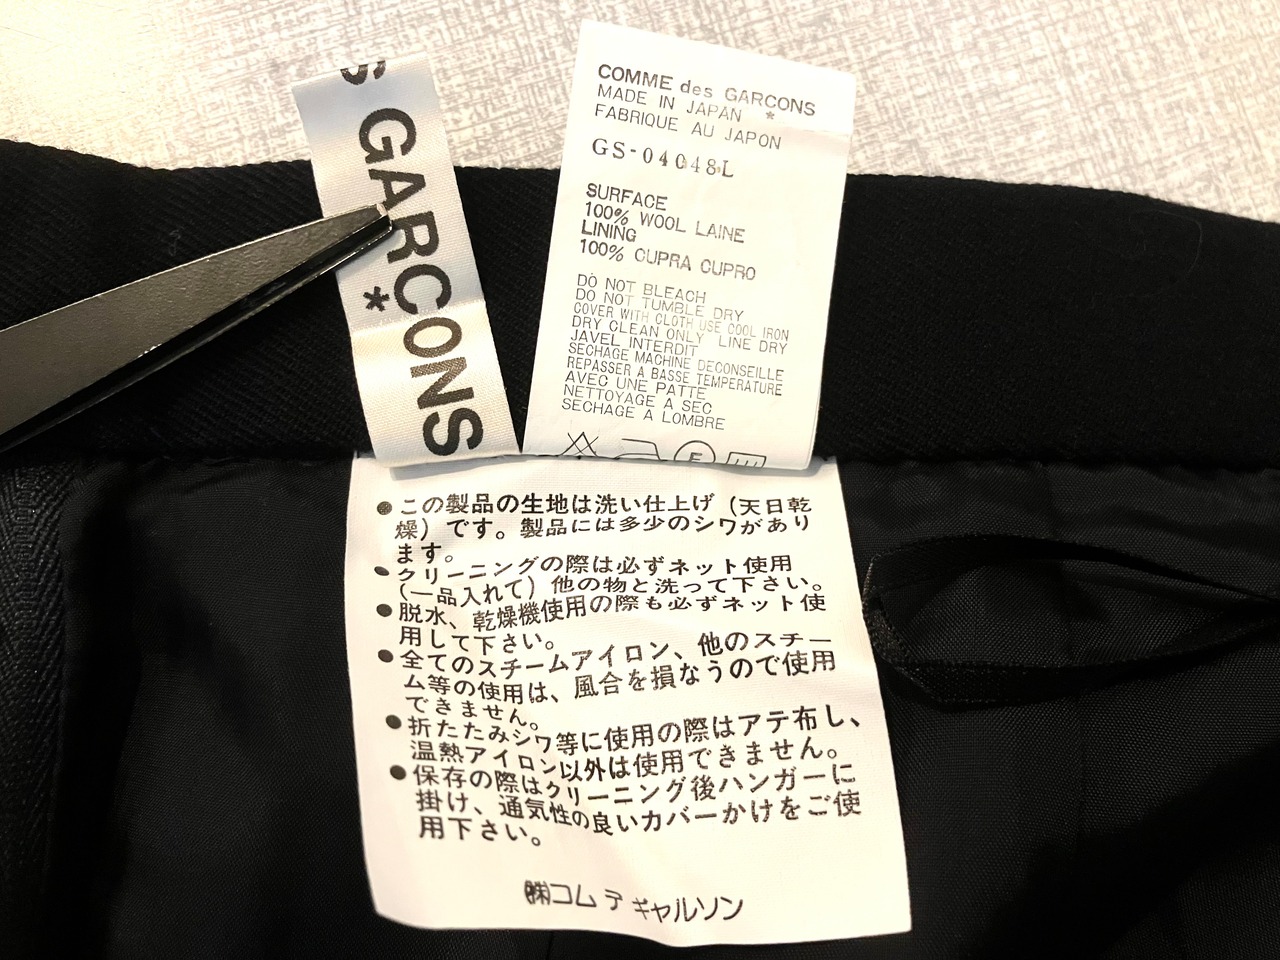 S GARCONS
*
COMME des GARCONS
MADE IN JAPAN *
FABRIQUE AU JAPON
GS-04048L
SURFACE
100% WOOL LAINE
LINING
100% CUPRA CUPRO
DO NOT BLEACH
DO NOT TUMBLE DRY
COVER WITH CLOTH USE COOL IRON
DRY CLEAN ONLY LINE DRY
JAVEL INTERDIT
SECHAGE MACHINE DECONSEILLE
REPASSER A BASSE TEMPERATURE
AVEC UNE PATTE
NETTOYAGE A SEC
SECHAGE A LOMBRE
●この製品の生地は洗い仕上げ(天日乾
燥)です。製品には多少のシワがあり
ます。
●クリーニングの際は必ずネット使用
(一品入れて)他の物と洗って下さい。
●脱水、乾燥機使用の際も必ずネット使
用して下さい。
●全てのスチームアイロン、他のスチー
ム等の使用は、風合を損なうので使用
できません。
●折たたみシワ等に使用の際はアテ布し、
温熱アイロン以外は使用できません。
●保存の際はクリーニング後ハンガーに
掛け、通気性の良いカバーかけをご使
用下さい。
㈱コム デ ギャルソン